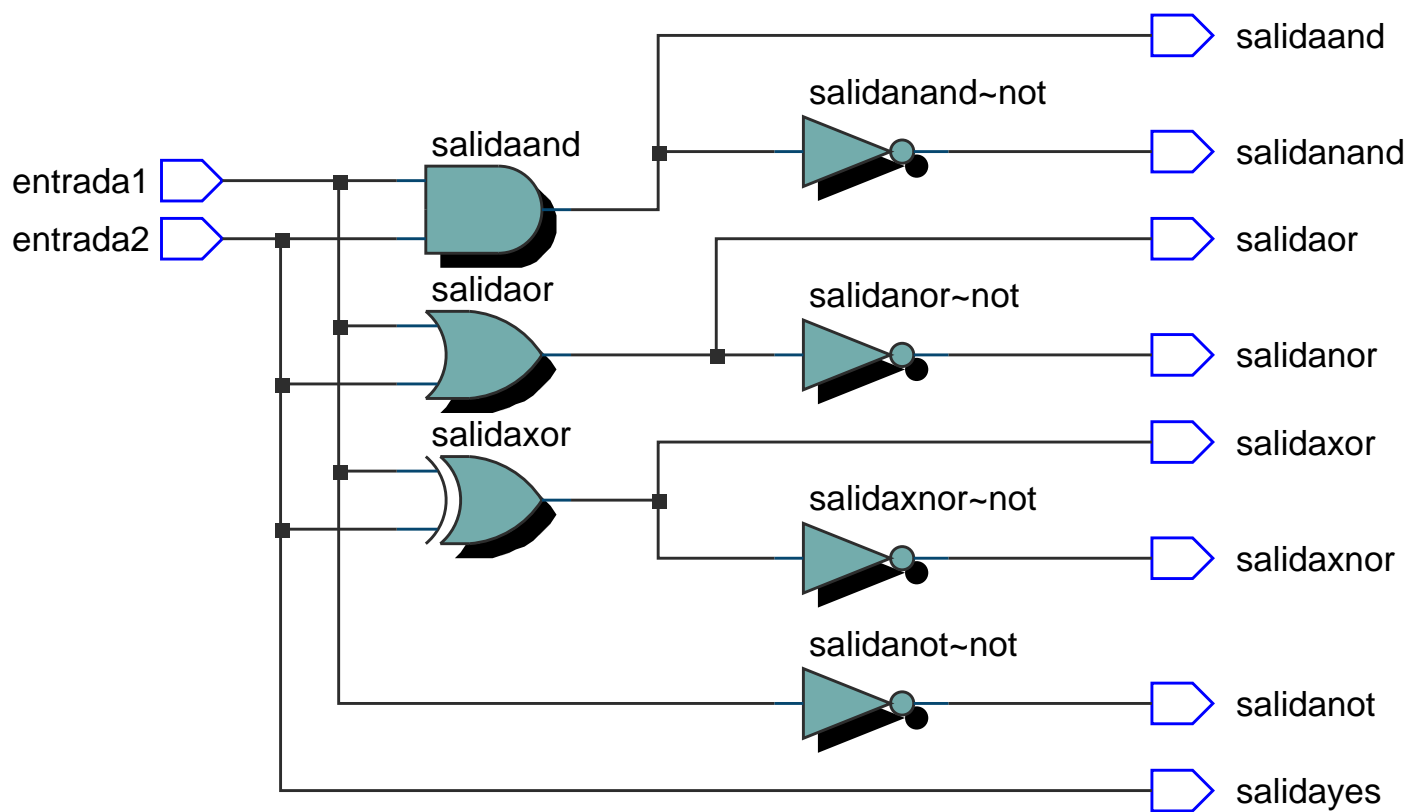 salidaand
salidanand~not
salidaand
salidanand
entrada1
entrada2
salidaor
salidaor
salidanor~not
salidanor
salidaxor
salidaxor
salidaxnor~not
salidaxnor
salidanot~not
salidanot
salidayes